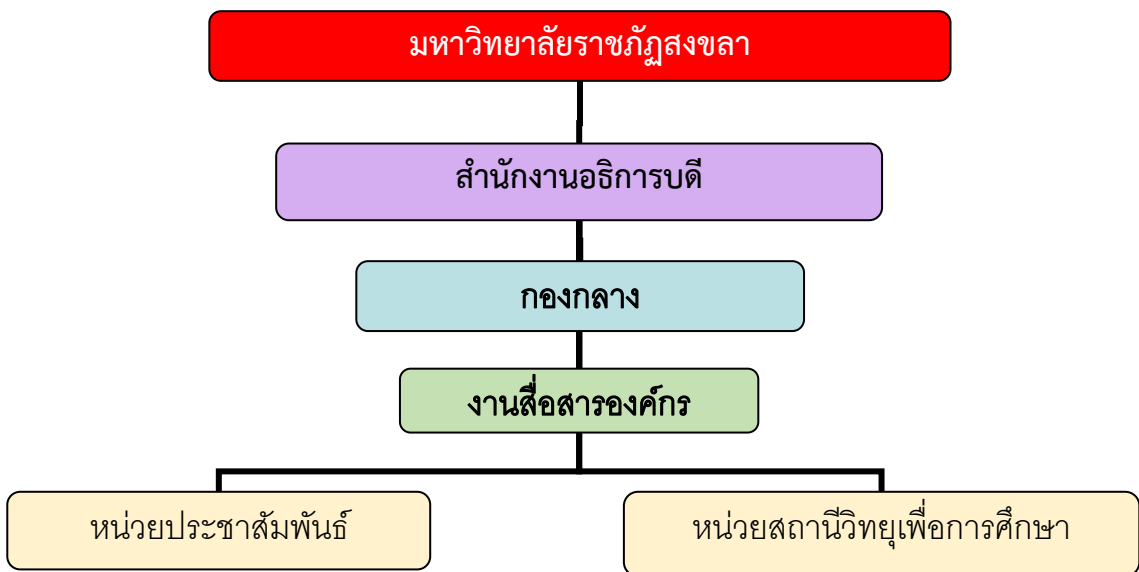 มหาวิทยาลัยราชภัฏสงขลา
สำนักงานอธิการบดี
กองกลาง
งานสื่อสารองค์กร
หน่วยประชาสัมพันธ์
หน่วยสถานีวิทยุเพื่อการศึกษา